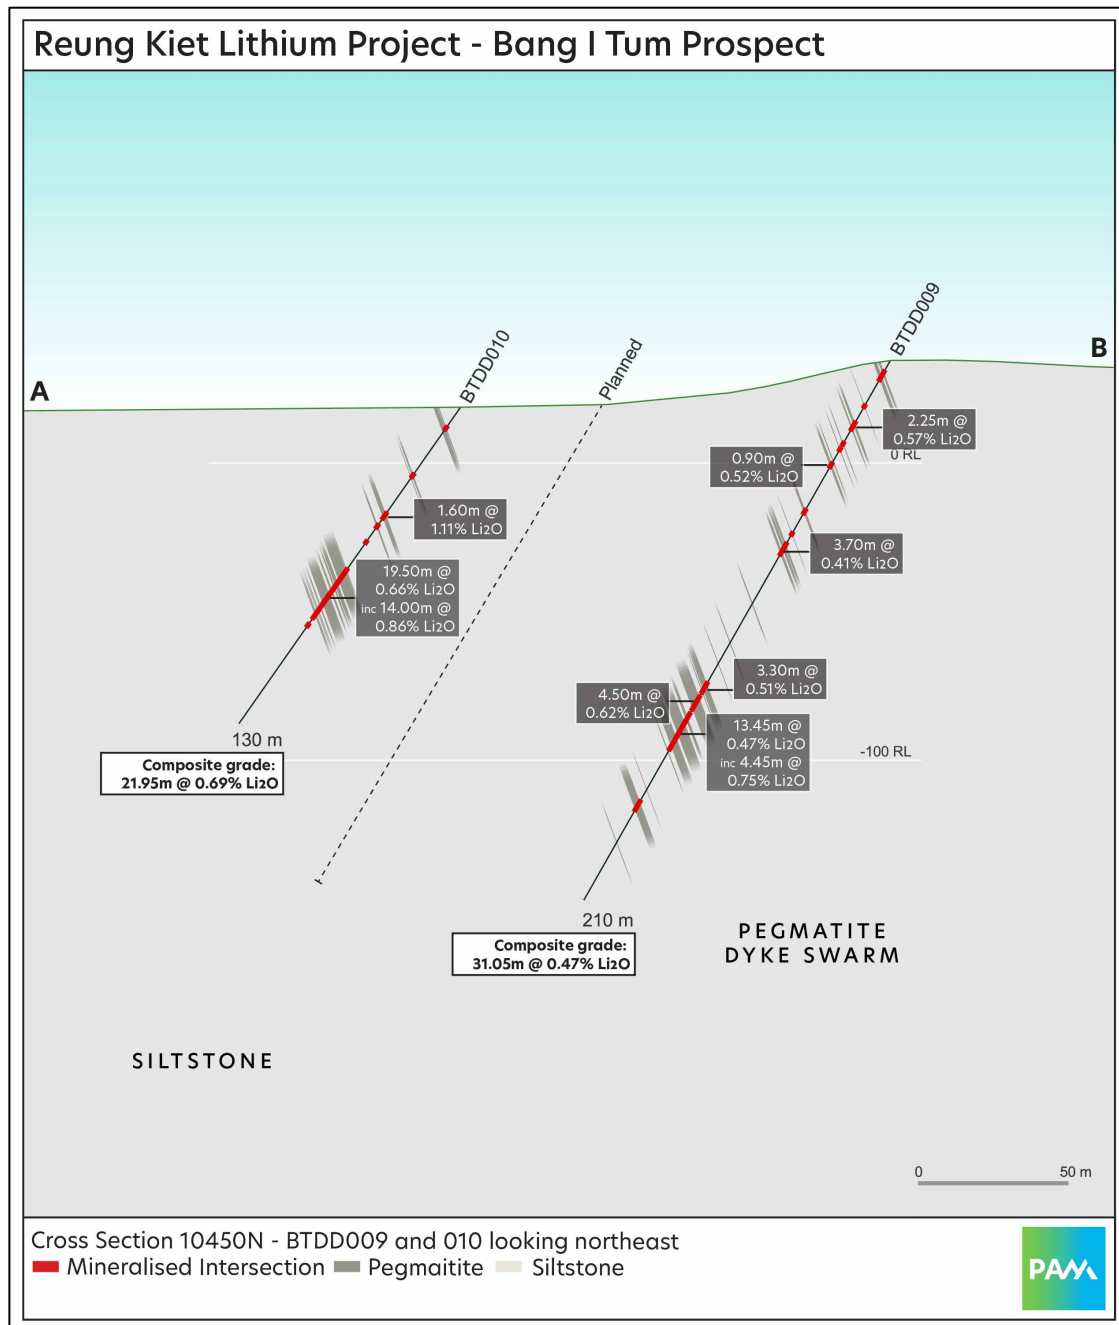 Reung Kiet Lithium Project - Bang I Tum Prospect
BTDD009
BTDD010
Planned
A
B
2.25m @
0.57% Li2O
0 RL
0.90m @
0.52% Li2O
1.60m @
1.11% Li2O
3.70m @
0.41% Li2O
19.50m @
0.66% Li2O
inc 14.00m @
0.86% Li2O
3.30m @
0.51% Li2O
4.50m @
0.62% Li2O
13.45m @
0.47% Li2O
inc 4.45m @
0.75% Li2O
-100 RL
130 m
Composite grade:
21.95m @ 0.69% Li2O
210 m
Composite grade:
31.05m @ 0.47% Li2O
PEGMATITE
DYKE SWARM
SILTSTONE
0 50 m
Cross Section 10450N - BTDD009 and 010 looking northeast
Mineralised Intersection Pegmaitite Siltstone
PAM